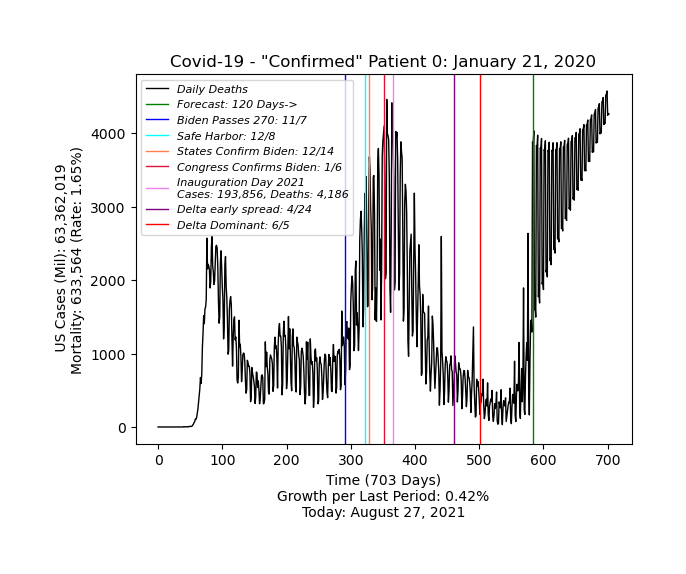 Covid-19 - "Confirmed" Patient 0: January 21, 2020
US Cases (Mil): 63,362,019
Mortality: 633,564 (Rate: 1.65%)
4000
3000
2000
1000
0
Daily Deaths
Forecast: 120 Days->
Biden Passes 270: 11/7
Safe Harbor: 12/8
States Confirm Biden: 12/14
Congress Confirms Biden: 1/6
Inauguration Day 2021
Cases: 193,856, Deaths: 4,186
Delta early spread: 4/24
Delta Dominant: 6/5
0 100 200 300 400 500 600 700
Time (703 Days)
Growth per Last Period: 0.42%
Today: August 27, 2021